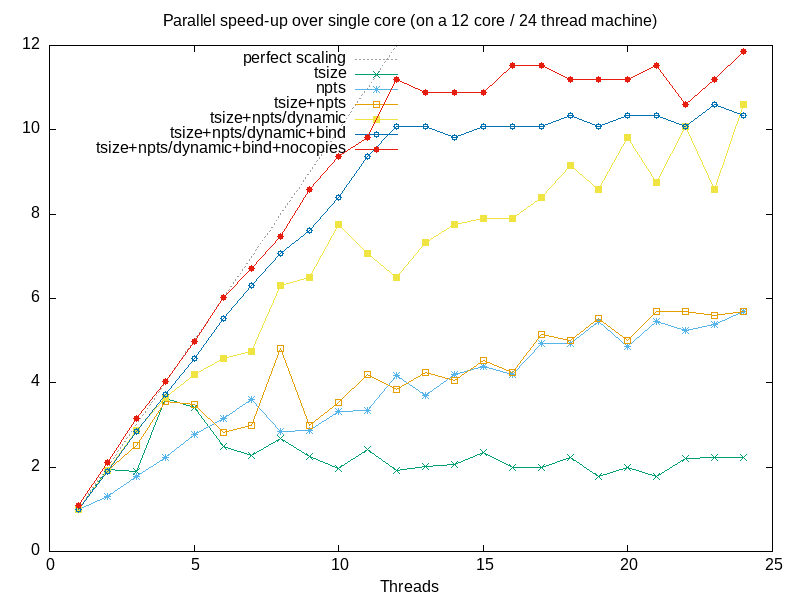 Parallel speed-up over single core (on a 12 core / 24 thread machine)
12
10
8
6
4
2
0
perfect scaling
tsize
npts
tsize+npts
tsize+npts/dynamic
tsize+npts/dynamic+bind
tsize+npts/dynamic+bind+nocopies
0 5 10 15 20 25
Threads